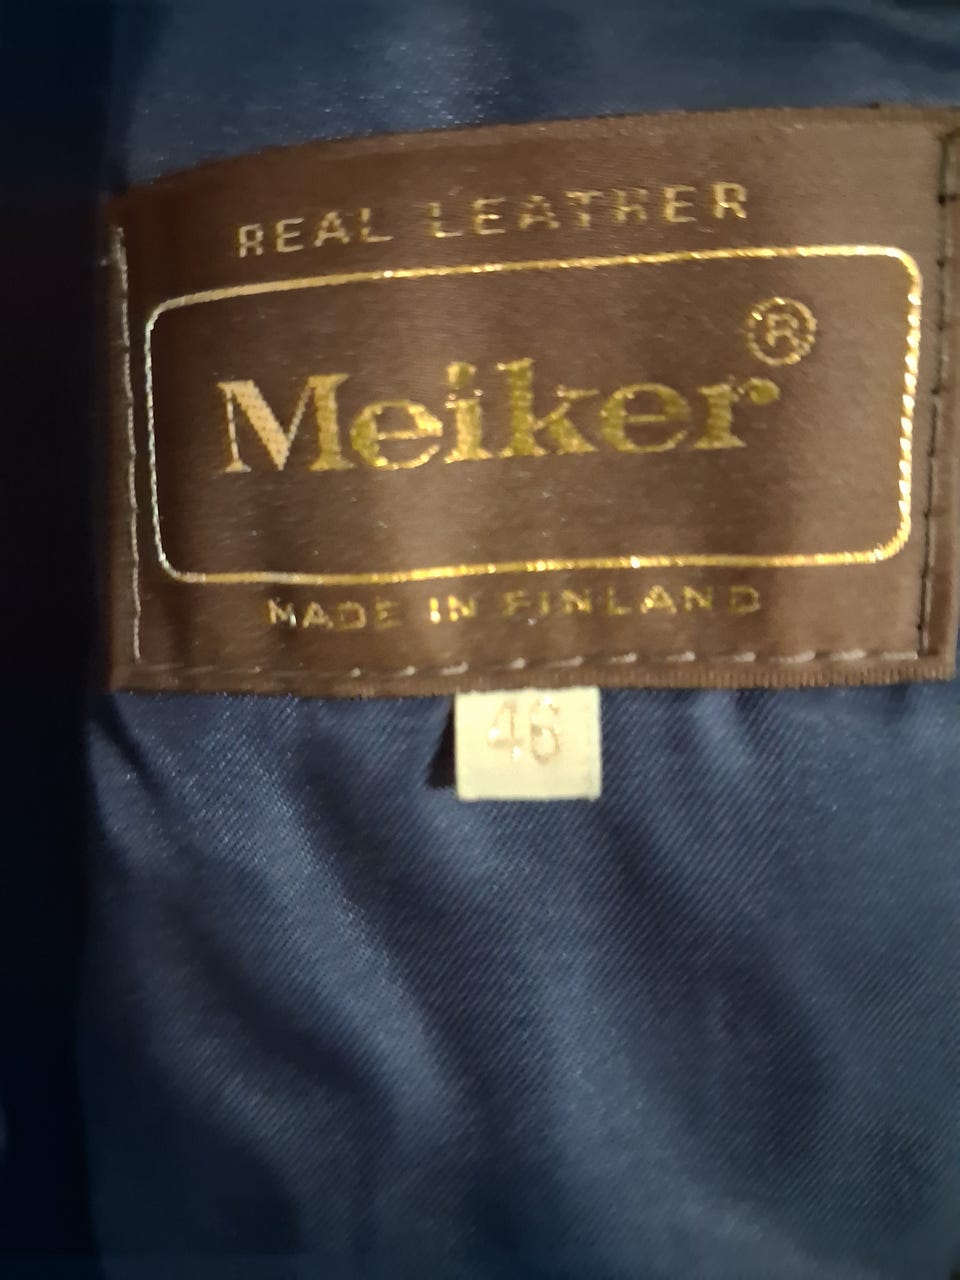 REAL LEATHER
Meiker®
MADE IN FINLAND
46